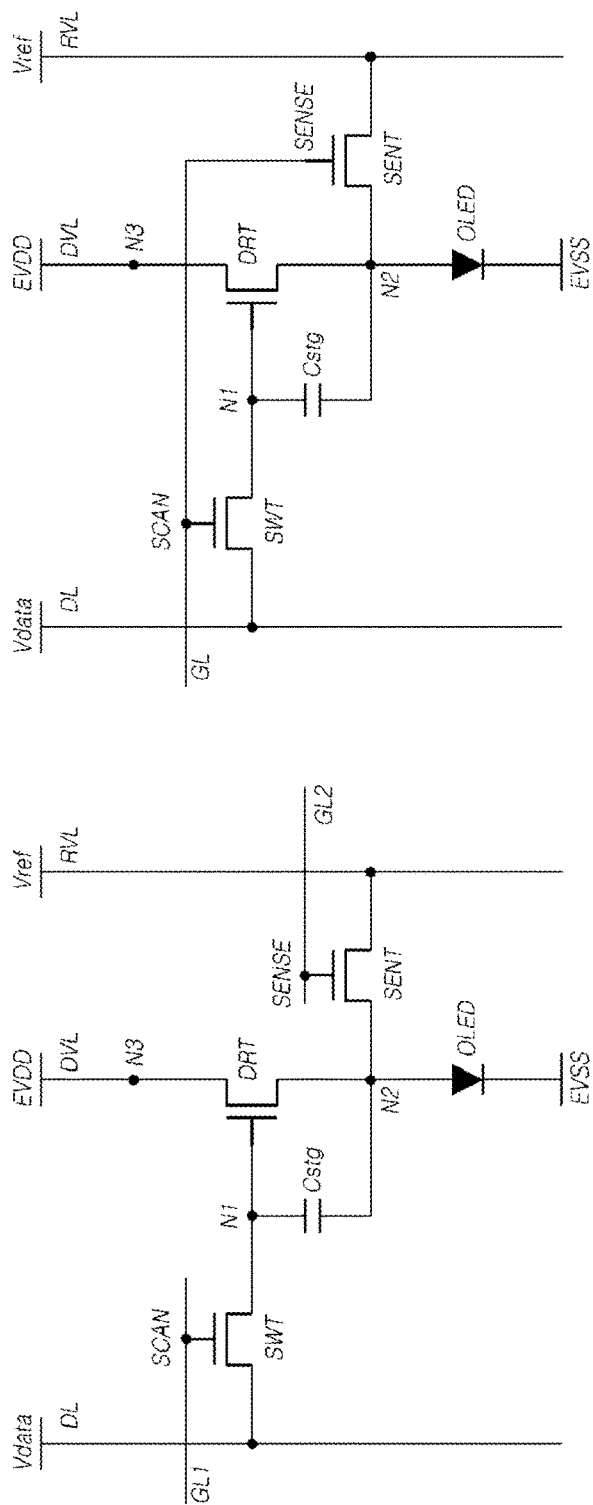 Vdata
DL
EVDD
DVL
Vref
RVL
N3
SCAN
SENSE
DRT
GL
N1
SWT
SENT
Cstg
N2
OLED
EVSS
Vdata
DL
EVDD
DVL
Vref
RVL
N3
SCAN
SENSE
DRT
GL1
GL2
N1
SWT
SENT
Cstg
N2
OLED
EVSS